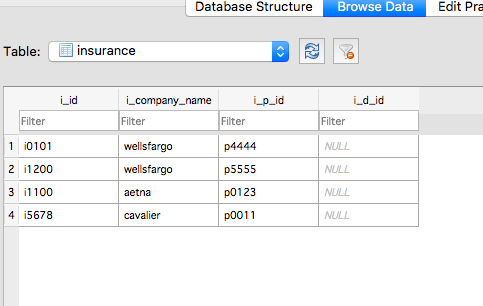 Database Structure Browse Data Edit Pra
Table: insurance
i_id i_company_name i_p_id i_d_id
Filter Filter Filter Filter
1 i0101 wellsfargo p4444 NULL
2 i1200 wellsfargo p5555 NULL
3 i1100 aetna p0123 NULL
4 i5678 cavalier p0011 NULL